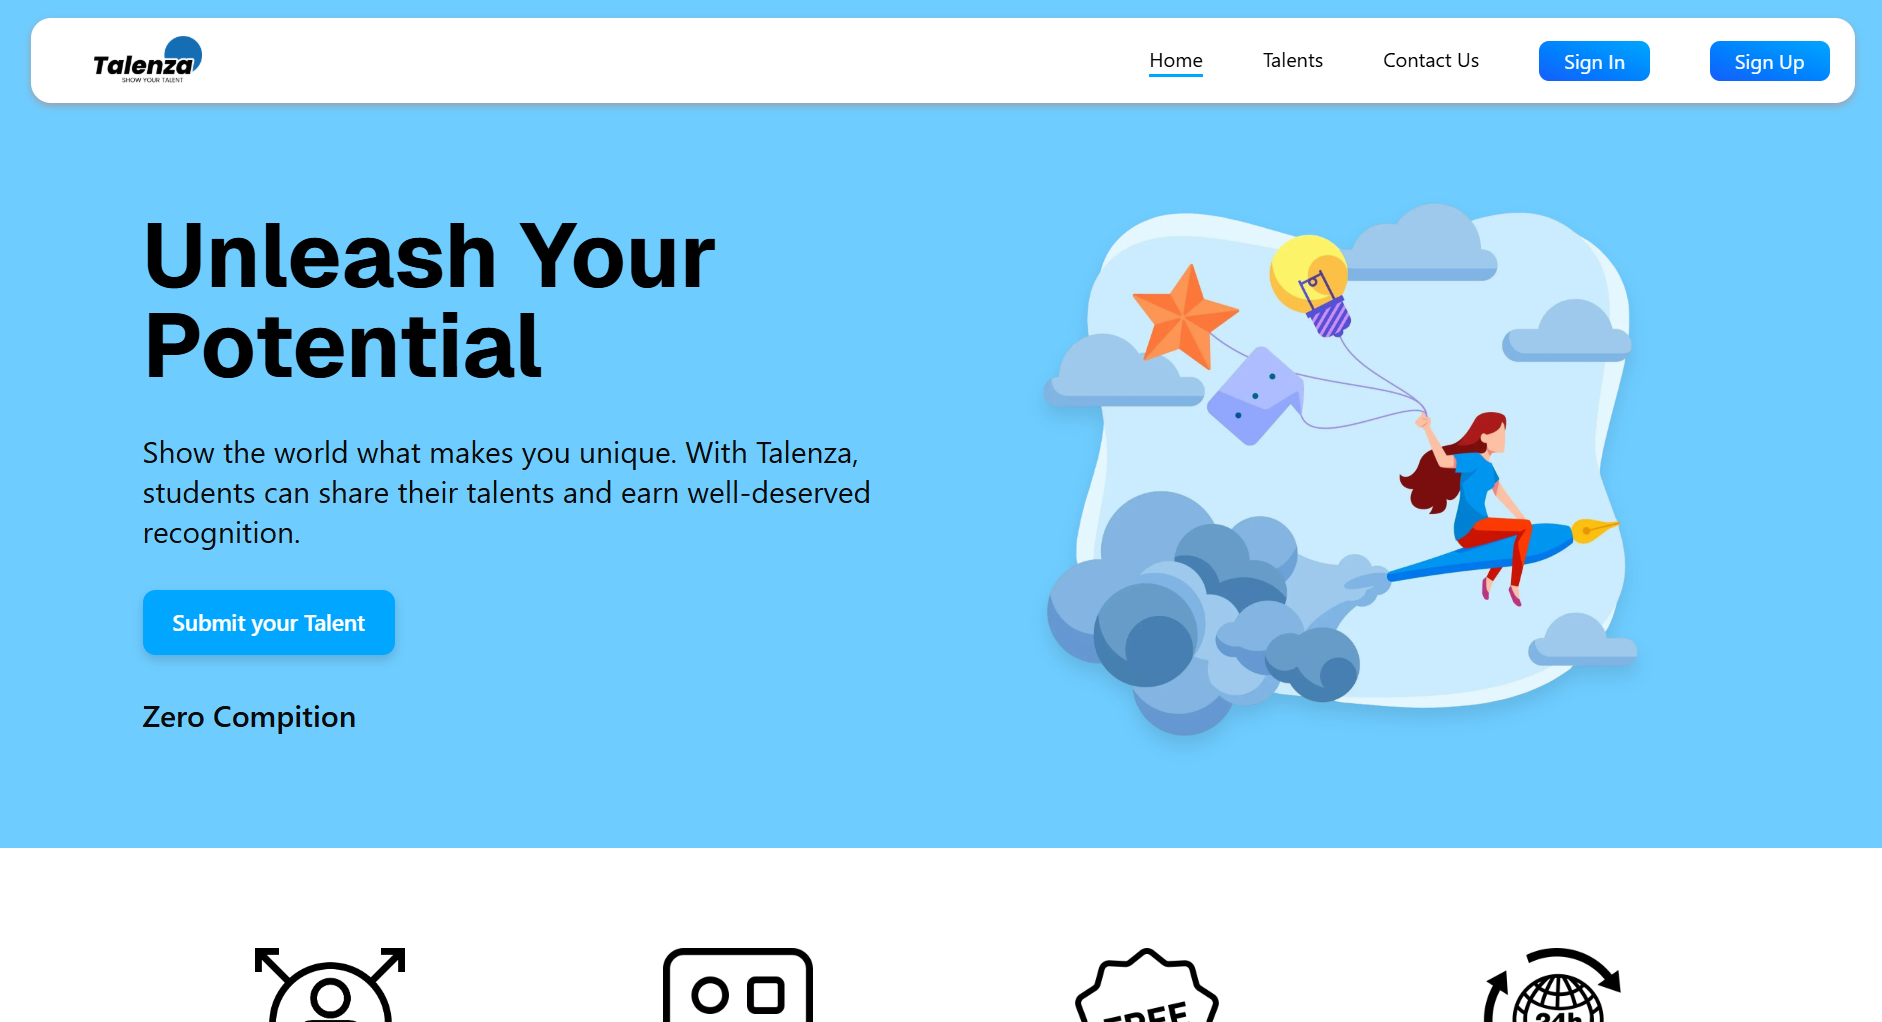 Talenza
SHOW YOUR TALENT
Home
Talents
Contact Us
Sign In
Sign Up
Unleash Your
Potential
Show the world what makes you unique. With Talenza,
students can share their talents and earn well-deserved
recognition.
Submit your Talent
Zero Compition
FREE
24h